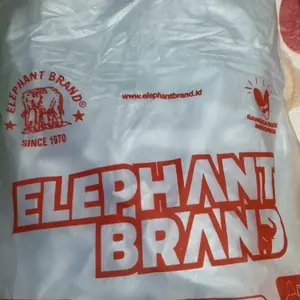 ELEPHANT BRAND®
SINCE 1970
www.elephantbrand.id
ELEPHANT
BRAND